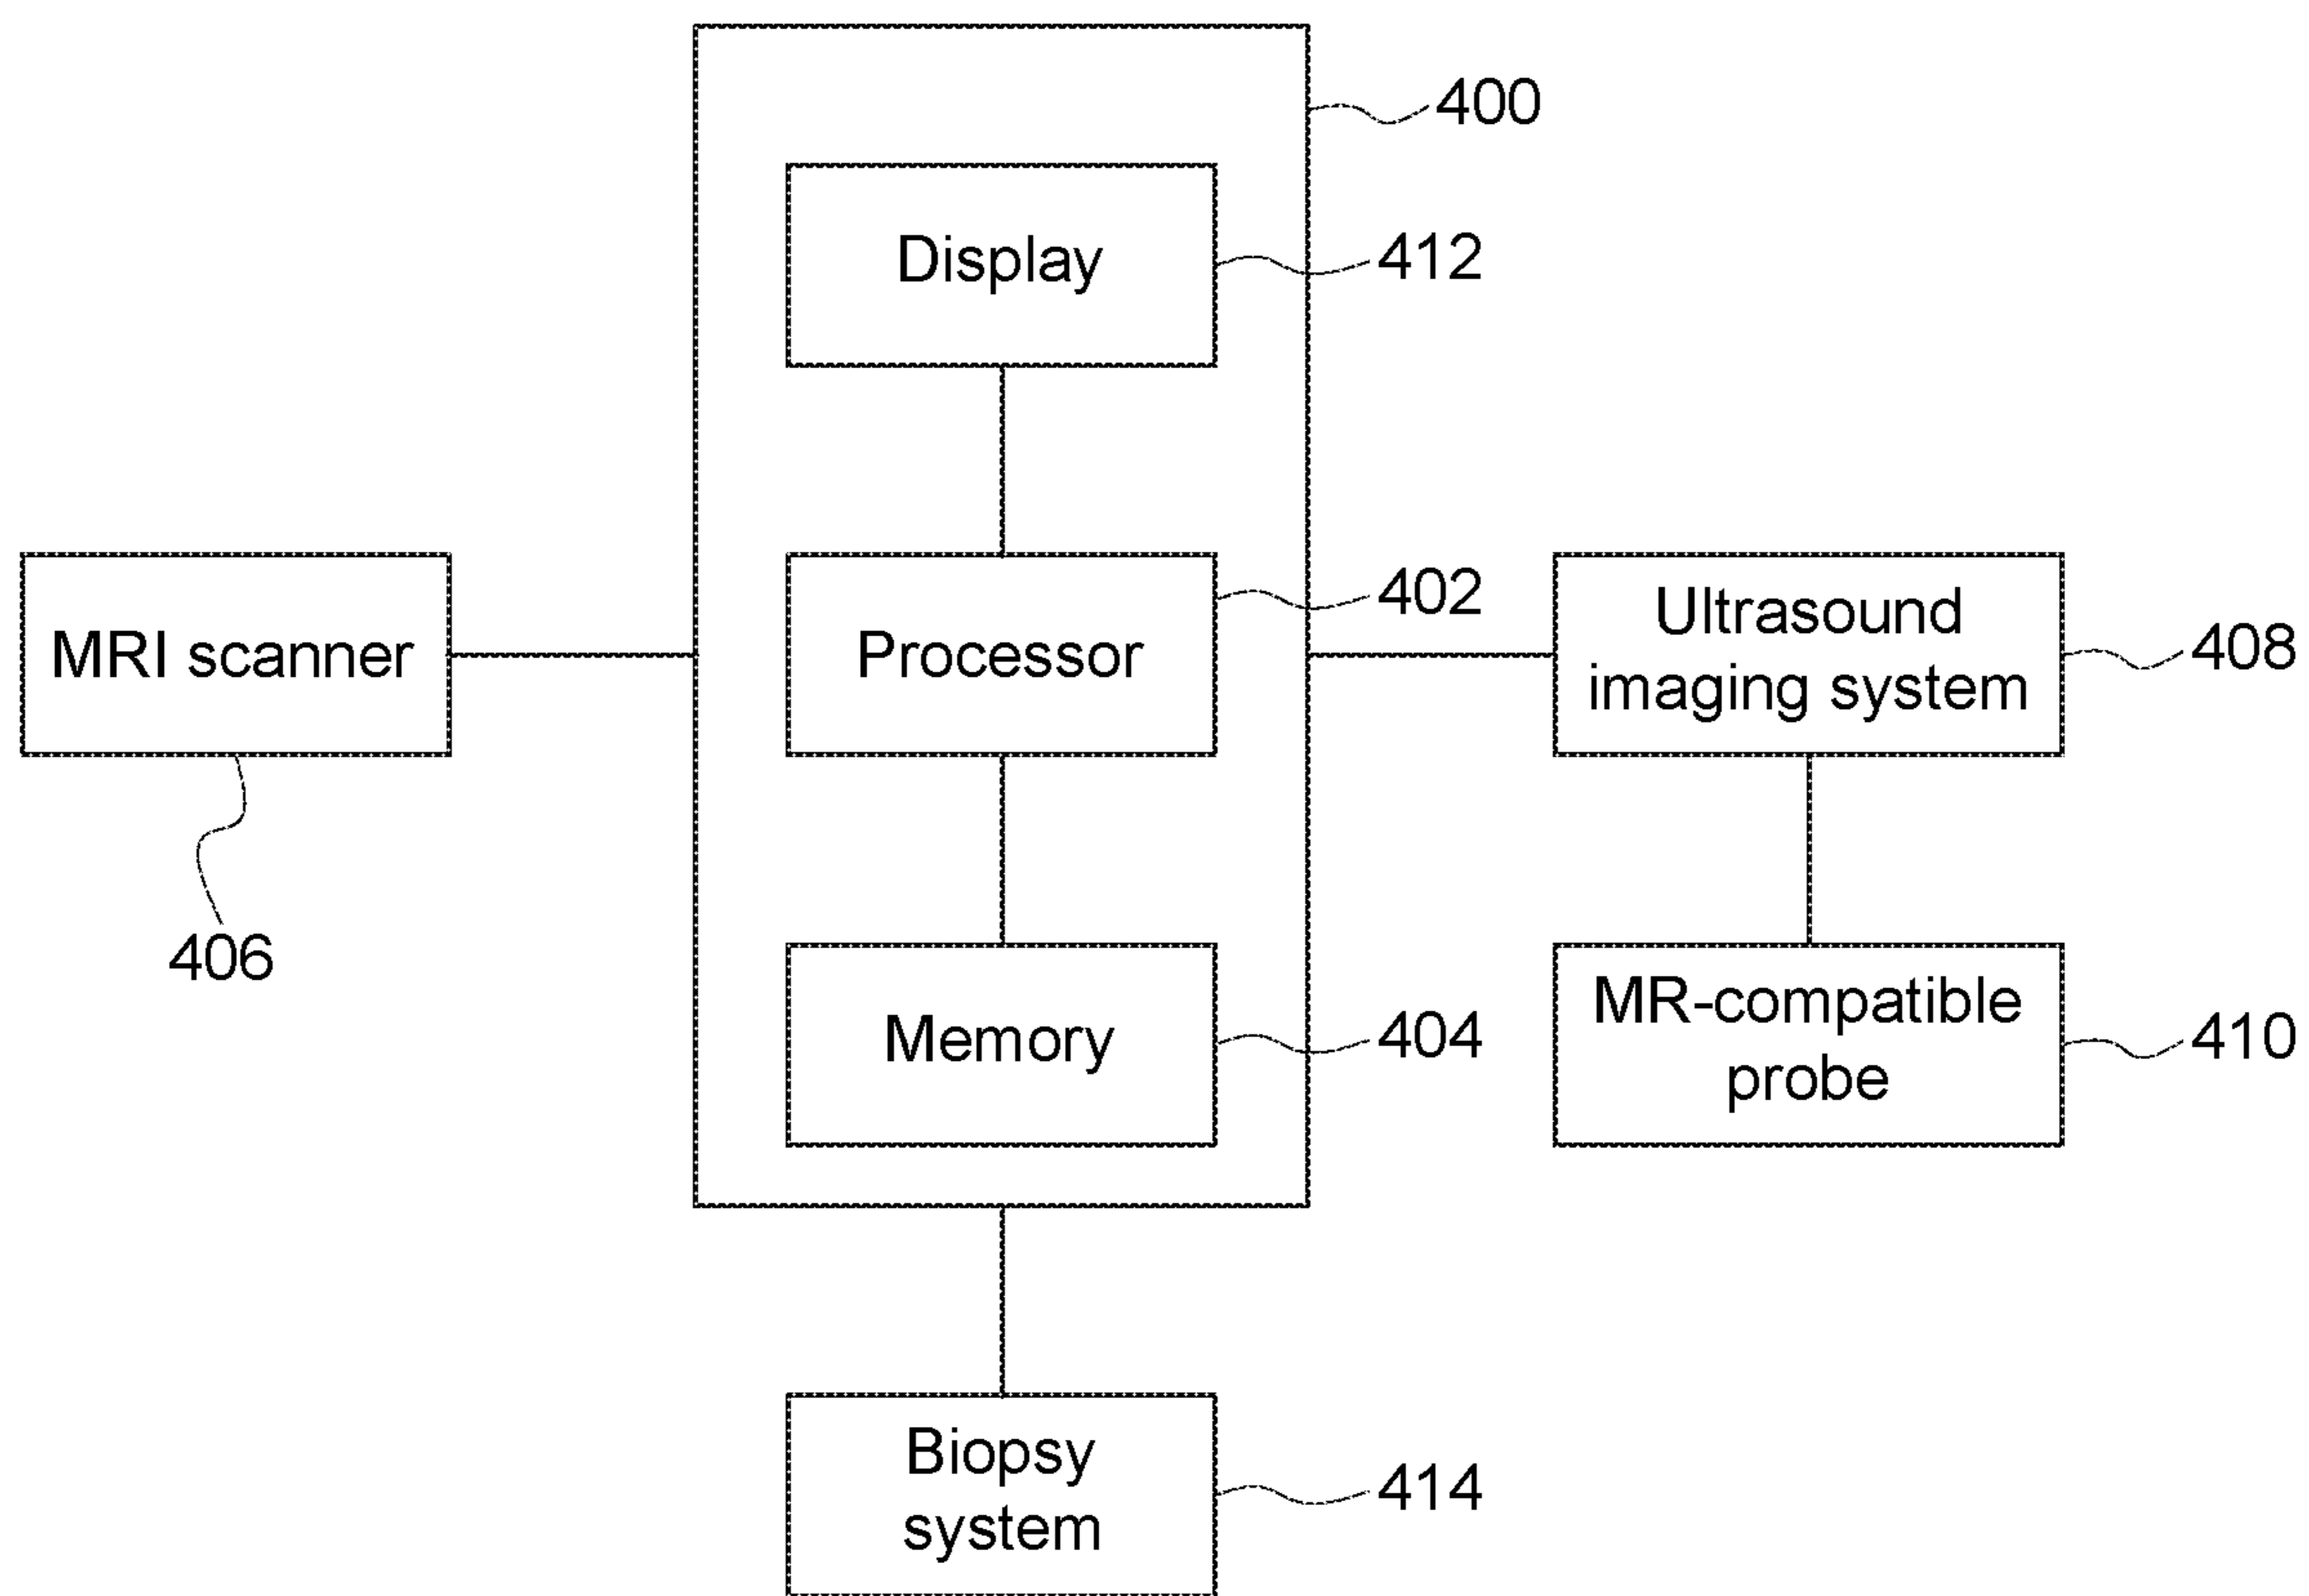 400
Display
412
MRI scanner
Processor
402
Ultrasound
imaging system
408
406
Memory
404
MR-compatible
probe
410
Biopsy
system
414